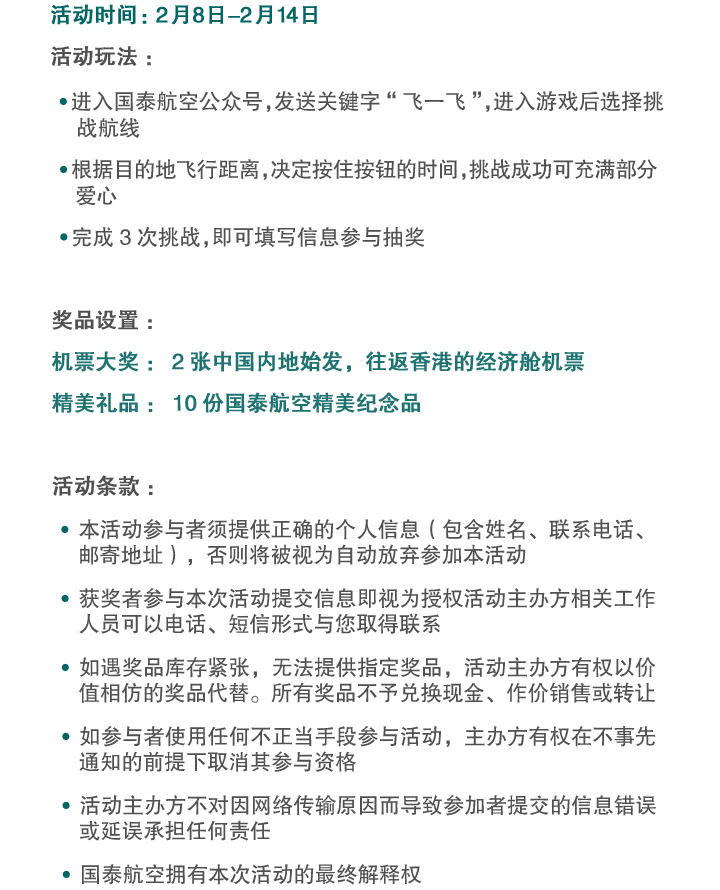 活动时间：2月8日–2月14日
活动玩法：
•进入国泰航空公众号,发送关键字“飞一飞”,进入游戏后选择挑
战航线
•根据目的地飞行距离,决定按住按钮的时间,挑战成功可充满部分
爱心
•完成3次挑战,即可填写信息参与抽奖
奖品设置：
机票大奖： 2张中国内地始发，往返香港的经济舱机票
精美礼品： 10份国泰航空精美纪念品
活动条款：
• 本活动参与者须提供正确的个人信息（包含姓名、联系电话、
邮寄地址），否则将被视为自动放弃参加本活动
• 获奖者参与本次活动提交信息即视为授权活动主办方相关工作
人员可以电话、短信形式与您取得联系
• 如遇奖品库存紧张，无法提供指定奖品，活动主办方有权以价
值相仿的奖品代替。所有奖品不予兑换现金、作价销售或转让
• 如参与者使用任何不正当手段参与活动，主办方有权在不事先
通知的前提下取消其参与资格
• 活动主办方不对因网络传输原因而导致参加者提交的信息错误
或延误承担任何责任
• 国泰航空拥有本次活动的最终解释权